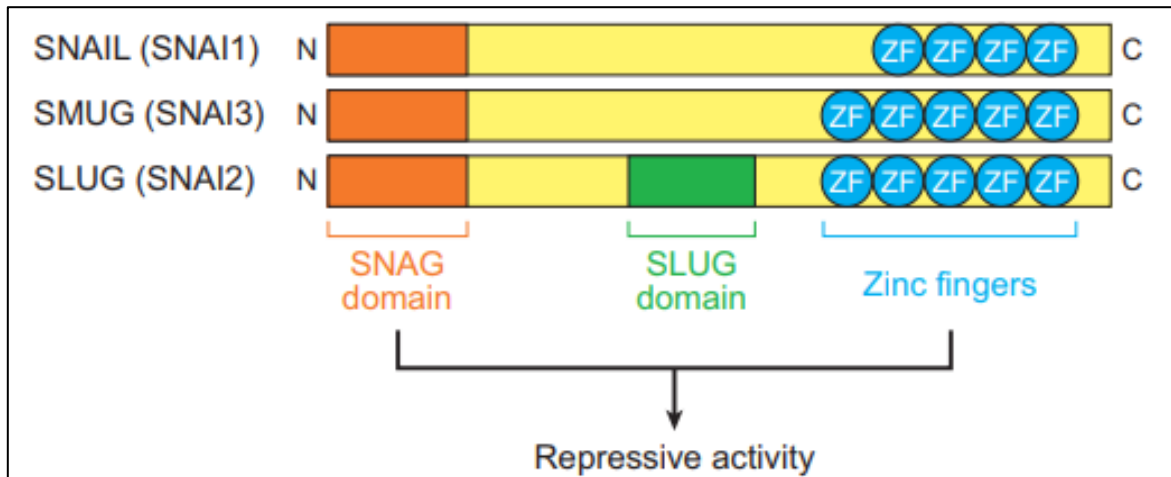 SNAIL (SNAI1) N ZF ZF ZF ZF C
SMUG (SNAI3) N ZF ZF ZF ZF ZF C
SLUG (SNAI2) N ZF ZF ZF ZF ZF C
SNAG domain
SLUG domain
Zinc fingers
Repressive activity